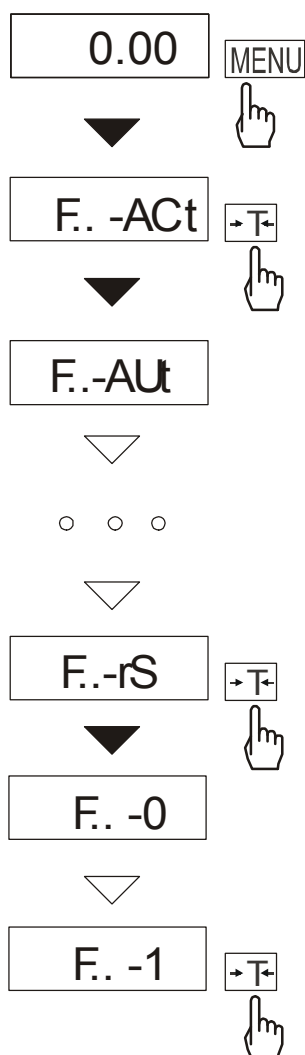 0.00 MENU
F.. -ACt →T←
F..-AUt
F..-rS →T←
F.. -0
F.. -1 →T←